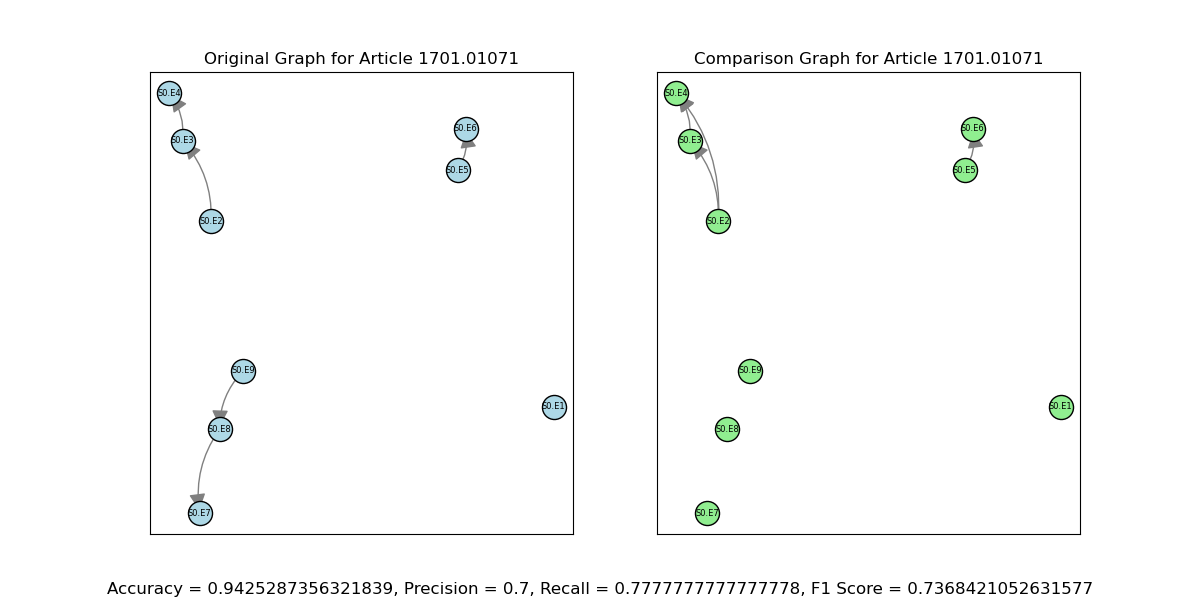 Original Graph for Article 1701.01071
S0.E4
S0.E3
S0.E2
S0.E6
S0.E5
S0.E9
S0.E8
S0.E7
S0.E1
Comparison Graph for Article 1701.01071
S0.E4
S0.E3
S0.E2
S0.E6
S0.E5
S0.E9
S0.E8
S0.E7
S0.E1
Accuracy = 0.9425287356321839, Precision = 0.7, Recall = 0.7777777777777778, F1 Score = 0.7368421052631577